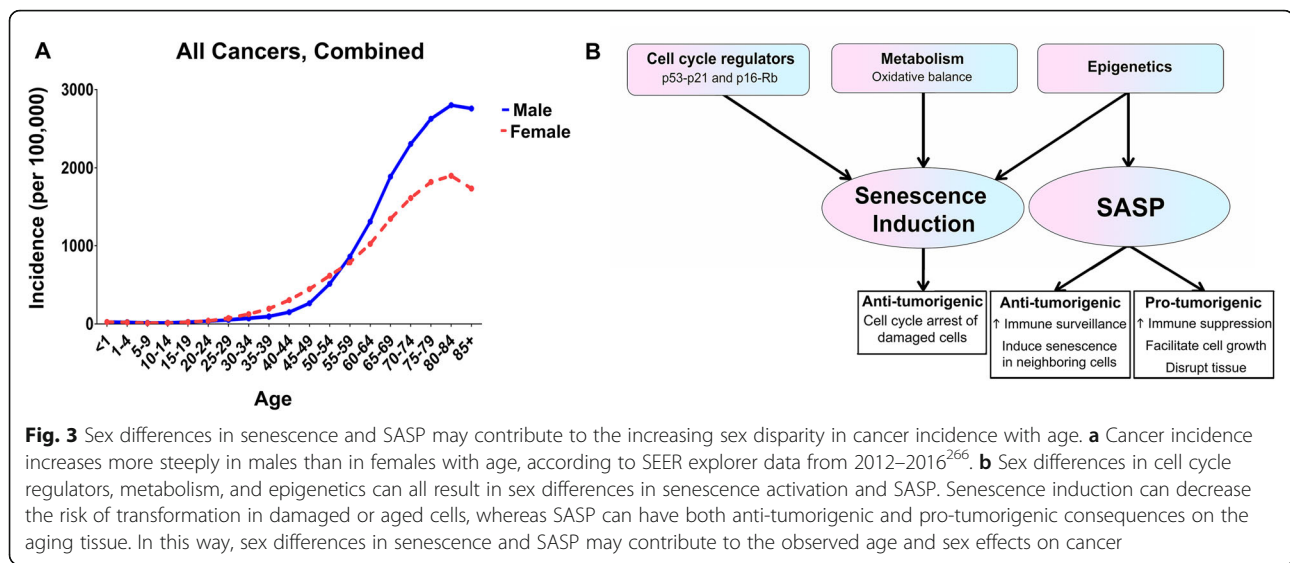 A
All Cancers, Combined
Incidence (per 100,000)
3000
2000
1000
0
Male
Female
<1
1-4
5-9
10-14
15-19
20-24
25-29
30-34
35-39
40-44
45-49
50-54
55-59
60-64
65-69
70-74
75-79
80-84
85+
Age
B
Cell cycle regulators
p53-p21 and p16-Rb
Metabolism
Oxidative balance
Epigenetics
Senescence
Induction
SASP
Anti-tumorigenic
Cell cycle arrest of
damaged cells
Anti-tumorigenic
↑ Immune surveillance
Induce senescence
in neighboring cells
Pro-tumorigenic
↑ Immune suppression
Facilitate cell growth
Disrupt tissue
Fig. 3 Sex differences in senescence and SASP may contribute to the increasing sex disparity in cancer incidence with age. a Cancer incidence
increases more steeply in males than in females with age, according to SEER explorer data from 2012–2016266. b Sex differences in cell cycle
regulators, metabolism, and epigenetics can all result in sex differences in senescence activation and SASP. Senescence induction can decrease
the risk of transformation in damaged or aged cells, whereas SASP can have both anti-tumorigenic and pro-tumorigenic consequences on the
aging tissue. In this way, sex differences in senescence and SASP may contribute to the observed age and sex effects on cancer